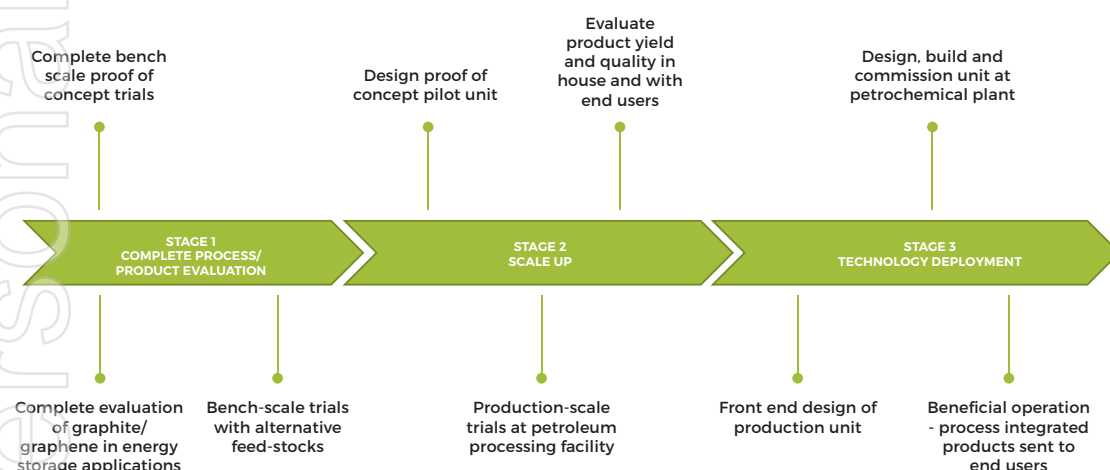 Complete bench
scale proof of
concept trials
Design proof of
concept pilot unit
Evaluate
product yield
and quality in
house and with
end users
Design, build and
commission unit at
petrochemical plant
STAGE 1
COMPLETE PROCESS/
PRODUCT EVALUATION
STAGE 2
SCALE UP
STAGE 3
TECHNOLOGY DEPLOYMENT
Complete evaluation
of graphite/
graphene in energy
storage applications
Bench-scale trials
with alternative
feed-stocks
Production-scale
trials at petroleum
processing facility
Front end design of
production unit
Beneficial operation
- process integrated
products sent to
end users